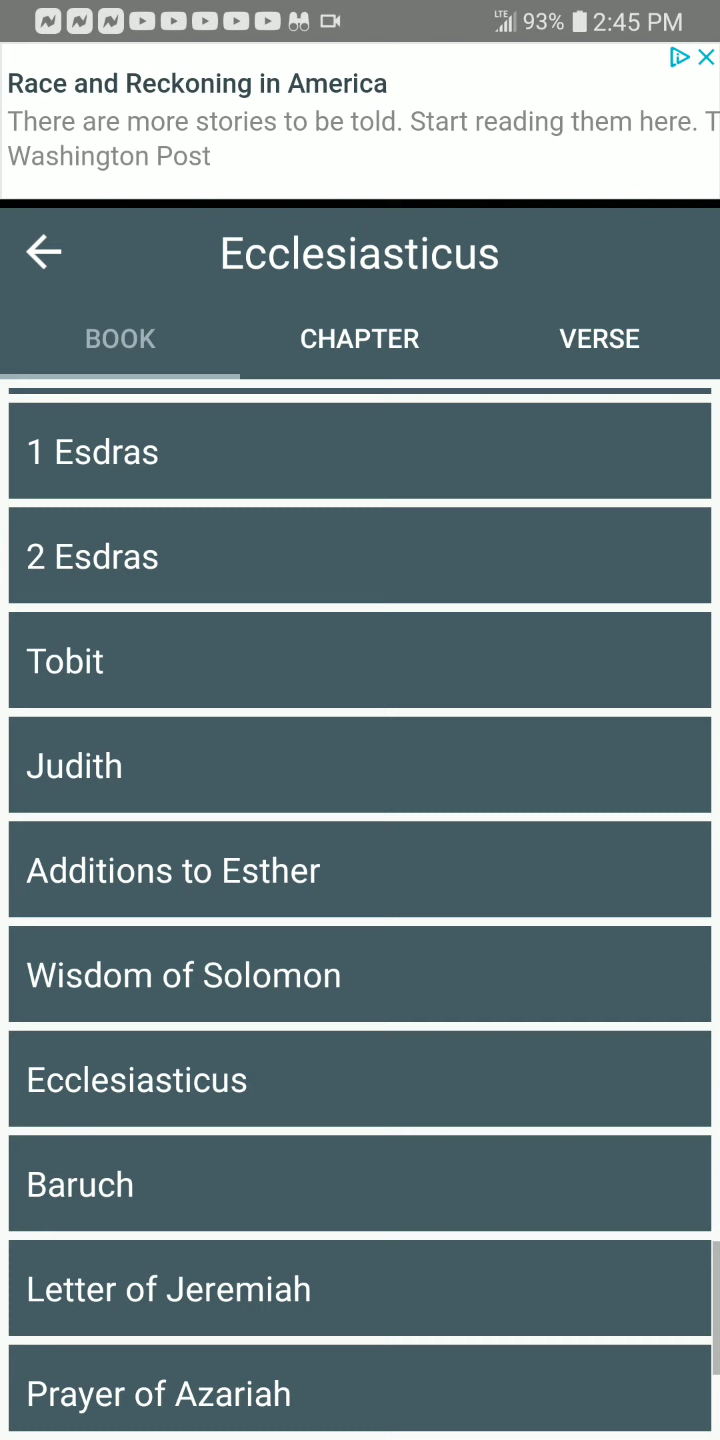 LTE 93% 2:45 PM
Race and Reckoning in America
There are more stories to be told. Start reading them here. T
Washington Post
Ecclesiasticus
BOOK CHAPTER VERSE
1 Esdras
2 Esdras
Tobit
Judith
Additions to Esther
Wisdom of Solomon
Ecclesiasticus
Baruch
Letter of Jeremiah
Prayer of Azariah